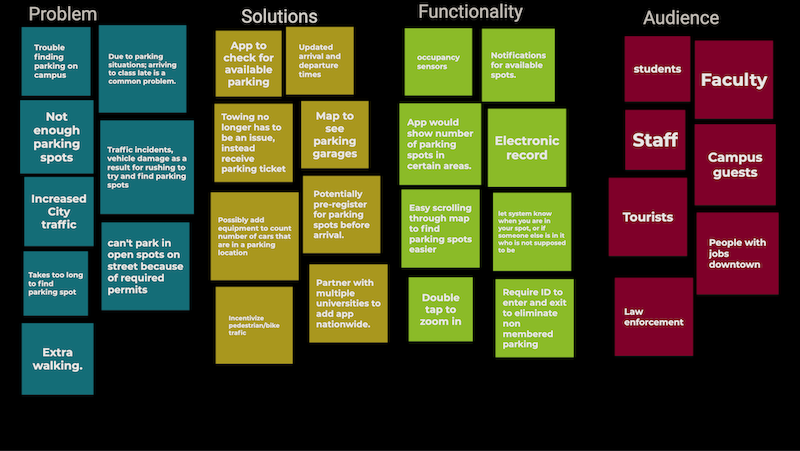 Problem
Trouble
finding
parking on
campus
Due to parking
situations; arriving
to class late is a
common problem.
Not
enough
parking
spots
Traffic incidents,
vehicle damage as a
result for rushing to
try and find parking
spots
Increased
City
traffic
can't park in
open spots on
street because
of required
permits
Takes too long
to find
parking spot
Extra
walking.
Solutions
App to
check for
available
parking
Updated
arrival and
departure
times
Towing no
longer has to
be an issue,
instead
receive
parking ticket
Map to
see
parking
garages
Possibly add
equipment to count
number of cars that
are in a parking
location
Potentially
pre-register
for parking
spots before
arrival.
Incentivize
pedestrian/bike
trafic
Partner with
multiple
universities to
add app
nationwide.
Functionality
occupancy
sensors
Notifications
for available
spots.
App would
show number
of parking
spots in
certain areas.
Electronic
record
Easy scrolling
through map
to find
parking spots
easier
let system know
when you are in
your spot, or if
someone else is in it
who is not supposed
to be
Double
tap to
zoom in
Require ID to
enter and exit
to eliminate
non
membered
parking
Audience
students
Faculty
Staff
Campus
guests
Tourists
People with
jobs
downtown
Law
enforcement